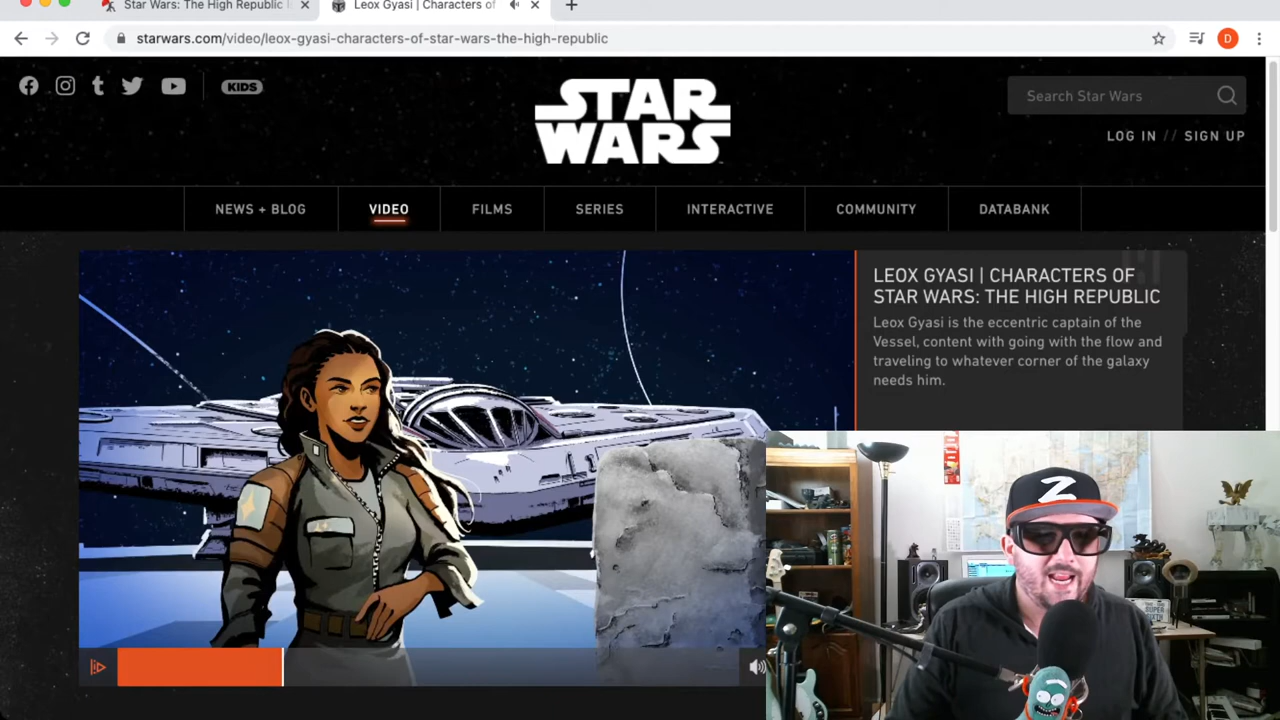 Star Wars: The High Republic
Leox Gyasi | Characters of
starwars.com/video/leox-gyasi-characters-of-star-wars-the-high-republic
D
KIDS
STAR
WARS
Search Star Wars
LOG IN // SIGN UP
NEWS + BLOG
VIDEO
FILMS
SERIES
INTERACTIVE
COMMUNITY
DATABANK
LEOX GYASI | CHARACTERS OF
STAR WARS: THE HIGH REPUBLIC
Leox Gyasi is the eccentric captain of the
Vessel, content with going with the flow and
traveling to whatever corner of the galaxy
needs him.
Z